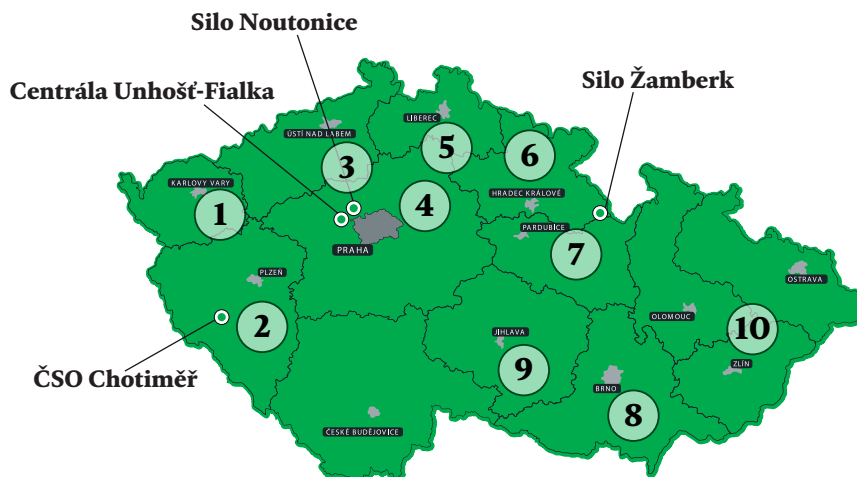 Silo Noutonice
Centrála Unhošť-Fialka
Silo Žamberk
LIBEREC
ÚSTÍ NAD LABEM
5
6
3
KARLOVY VARY
HRADEC KRÁLOVÉ
4
1
PARDUBICE
PRAHA
7
PLZEŇ
OSTRAVA
OLOMOUC
2
10
JIHLAVA
ZLÍN
9
ČSO Chotiměř
BRNO
8
ČESKÉ BUDĚJOVICE